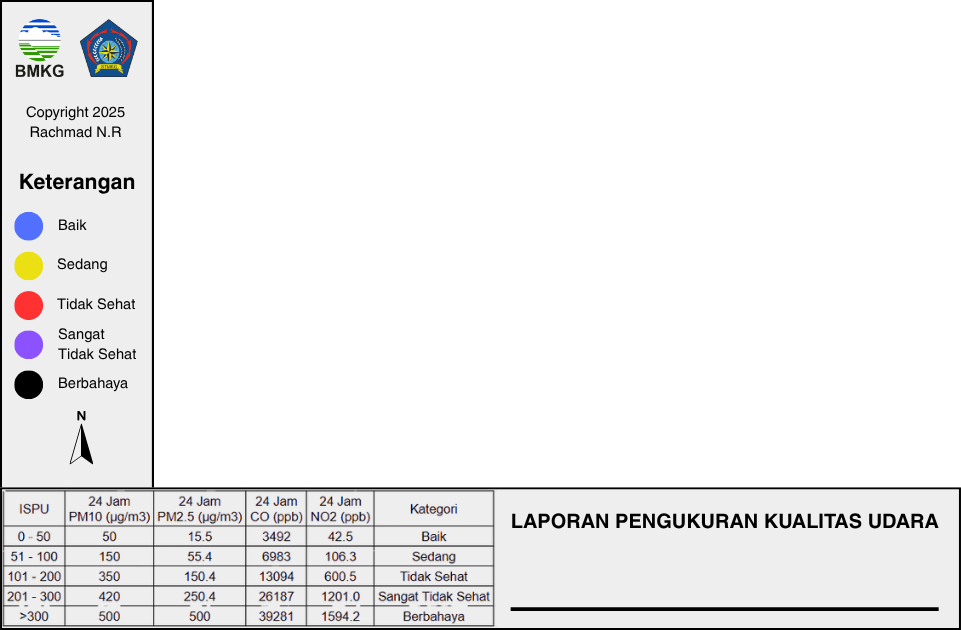 BMKG
STMKG
Copyright 2025
Rachmad N.R
Keterangan
Baik
Sedang
Tidak Sehat
Sangat
Tidak Sehat
Berbahaya
N
ISPU | 24 Jam PM10 (µg/m3) | 24 Jam PM2.5 (µg/m3) | 24 Jam CO (ppb) | 24 Jam NO2 (ppb) | Kategori
0 - 50 | 50 | 15.5 | 3492 | 42.5 | Baik
51 - 100 | 150 | 55.4 | 6983 | 106.3 | Sedang
101 - 200 | 350 | 150.4 | 13094 | 600.5 | Tidak Sehat
201 - 300 | 420 | 250.4 | 26187 | 1201.0 | Sangat Tidak Sehat
>300 | 500 | 500 | 39281 | 1594.2 | Berbahaya
LAPORAN PENGUKURAN KUALITAS UDARA